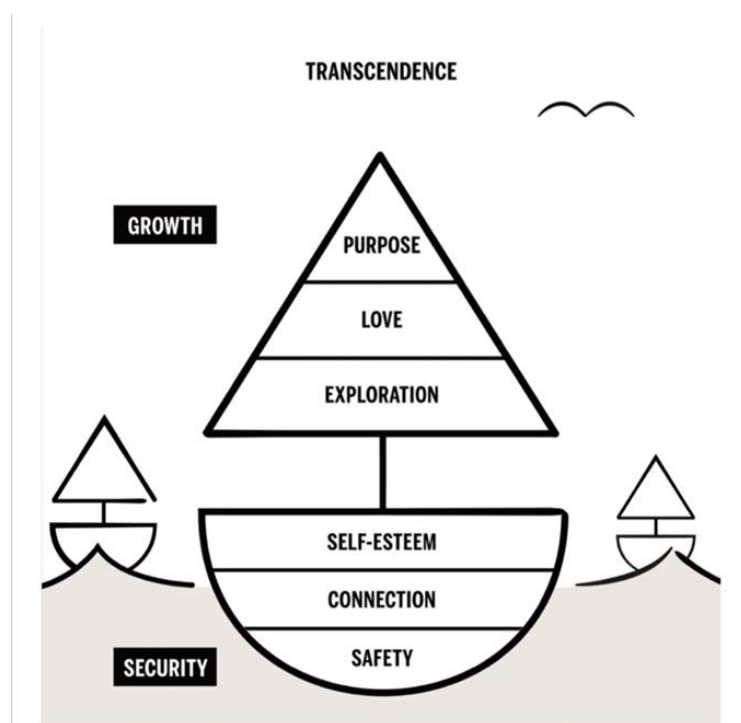 TRANSCENDENCE
GROWTH
PURPOSE
LOVE
EXPLORATION
SELF-ESTEEM
CONNECTION
SAFETY
SECURITY